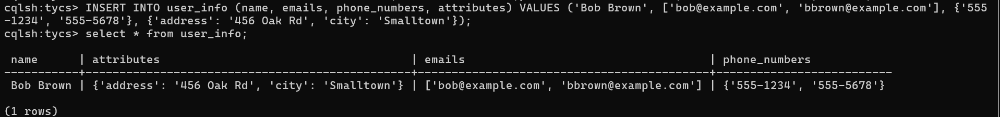 cqlsh:tycs> INSERT INTO user_info (name, emails, phone_numbers, attributes) VALUES ('Bob Brown', ['bob@example.com', 'bbrown@example.com'], {'555
-1234', '555-5678'}, {'address': '456 Oak Rd', 'city': 'Smalltown'});
cqlsh:tycs> select * from user_info;
 name      | attributes                                     | emails                                    | phone_numbers
-----------+------------------------------------------------+-------------------------------------------+--------------------------
 Bob Brown | {'address': '456 Oak Rd', 'city': 'Smalltown'} | ['bob@example.com', 'bbrown@example.com'] | {'555-1234', '555-5678'}
(1 rows)